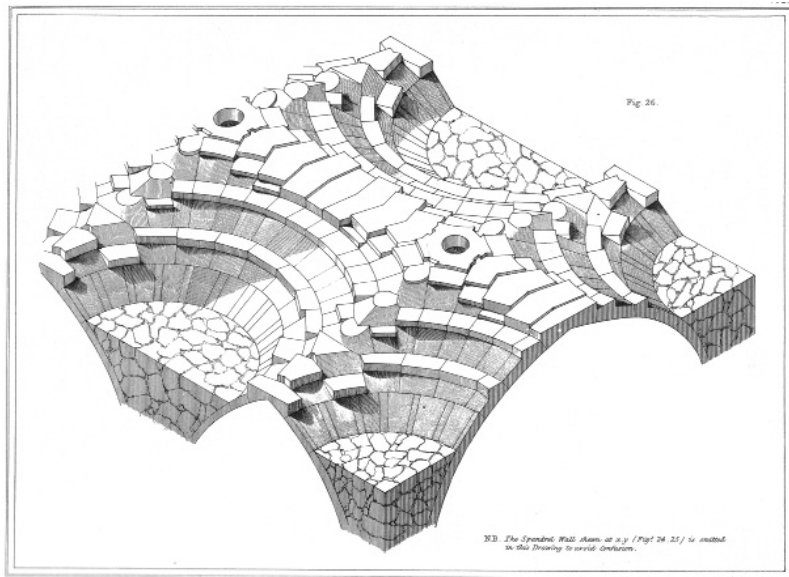 Fig. 26.
N.B. The Spandrel Wall shewn at x.y (Figs 24.25) is omitted
in this Drawing to avoid Confusion.